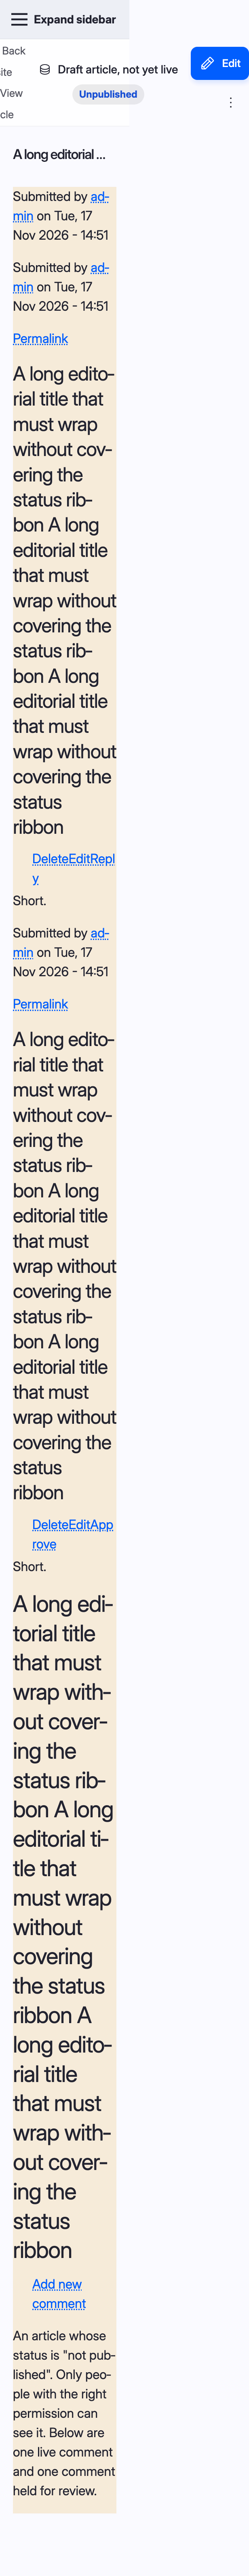 Expand sidebar
Back
ite
View
cle
Draft article, not yet live
Unpublished
Edit
A long editorial ...
Submitted by ad-
min on Tue, 17
Nov 2026 - 14:51
Submitted by ad-
min on Tue, 17
Nov 2026 - 14:51
Permalink
A long edito-
rial title that
must wrap
without cov-
ering the
status rib-
bon A long
editorial title
that must
wrap without
covering the
status rib-
bon A long
editorial title
that must
wrap without
covering the
status
ribbon
DeleteEditRepl
y
Short.
Submitted by ad-
min on Tue, 17
Nov 2026 - 14:51
Permalink
A long edito-
rial title that
must wrap
without cov-
ering the
status rib-
bon A long
editorial title
that must
wrap without
covering the
status rib-
bon A long
editorial title
that must
wrap without
covering the
status
ribbon
DeleteEditApp
rove
Short.
A long edi-
torial title
that must
wrap with-
out cover-
ing the
status rib-
bon A long
editorial ti-
tle that
must wrap
without
covering
the status
ribbon A
long edito-
rial title
that must
wrap with-
out cover-
ing the
status
ribbon
Add new
comment
An article whose
status is "not pub-
lished". Only peo-
ple with the right
permission can
see it. Below are
one live comment
and one comment
held for review.